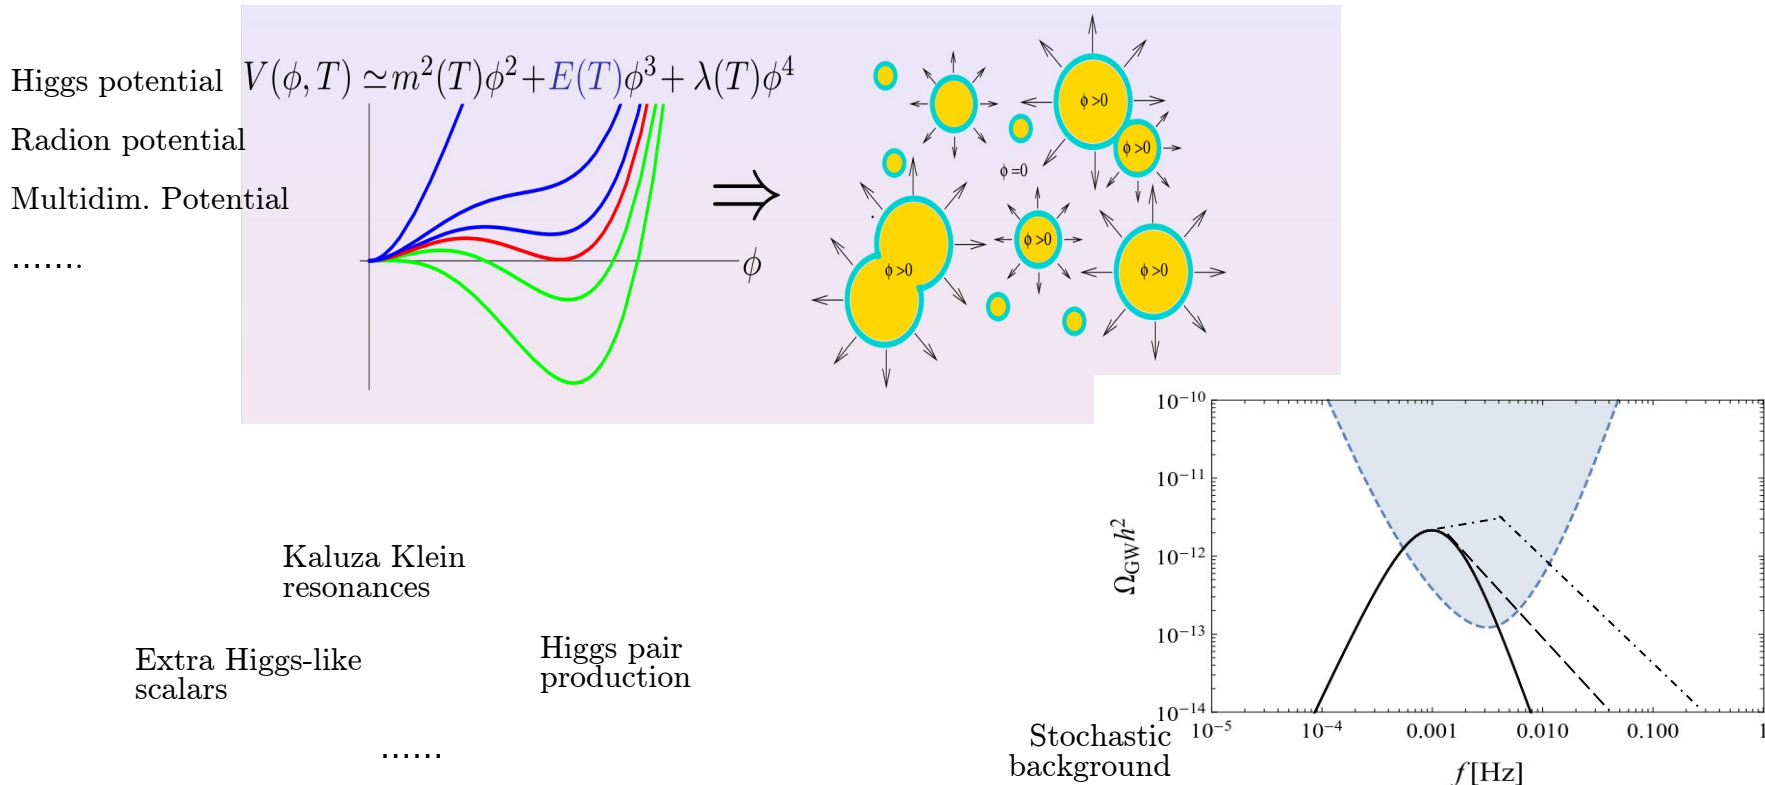 Higgs potential
V(ϕ, T) ≃ m²(T)ϕ² + E(T)ϕ³ + λ(T)ϕ⁴
Radion potential
Multidim. Potential
.......
ϕ
⇒
ϕ >0
ϕ >0
ϕ =0
ϕ >0
ϕ >0
ϕ >0
Kaluza Klein
resonances
Extra Higgs-like
scalars
Higgs pair
production
......
Stochastic
background
Ω_GW h²
10⁻¹⁰
10⁻¹¹
10⁻¹²
10⁻¹³
10⁻¹⁴
10⁻⁵ 10⁻⁴ 0.001 0.010 0.100 1
f[Hz]